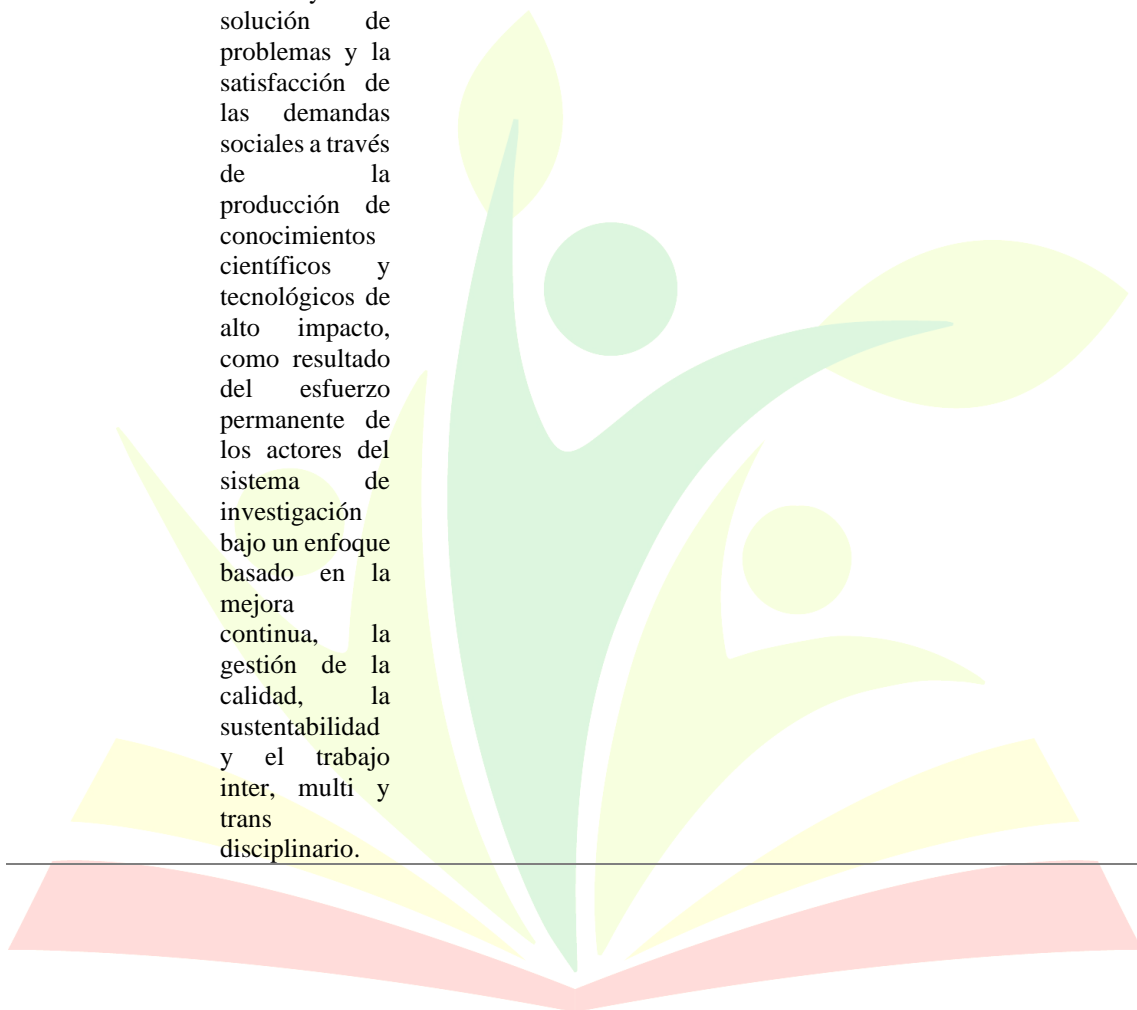 solución de
problemas y la
satisfacción de
las demandas
sociales a través
de la
producción de
conocimientos
científicos y
tecnológicos de
alto impacto,
como resultado
del esfuerzo
permanente de
los actores del
sistema de
investigación
bajo un enfoque
basado en la
mejora
continua, la
gestión de la
calidad, la
sustentabilidad
y el trabajo
inter, multi y
trans
disciplinario.